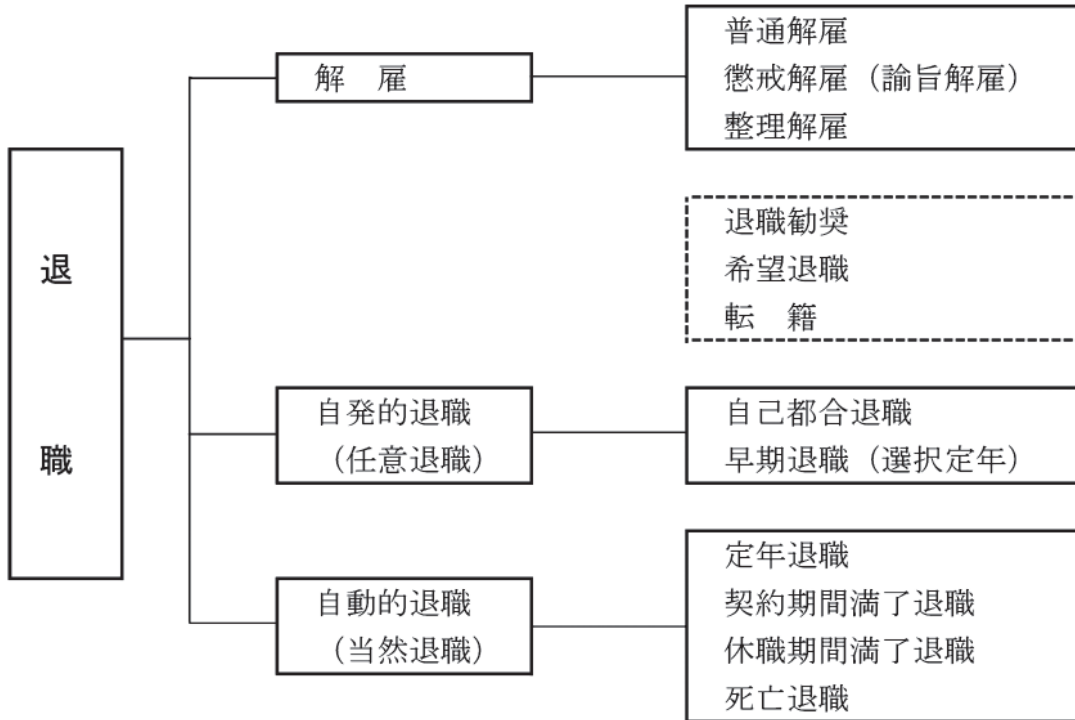 退職
解　雇
普通解雇
懲戒解雇（諭旨解雇）
整理解雇
退職勧奨
希望退職
転　籍
自発的退職
（任意退職）
自己都合退職
早期退職（選択定年）
自動的退職
（当然退職）
定年退職
契約期間満了退職
休職期間満了退職
死亡退職